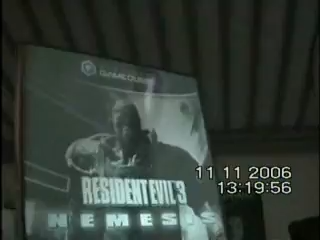 GAMECUBE
RESIDENT EVIL 3
NEMESIS
11 11 2006
13:19:56